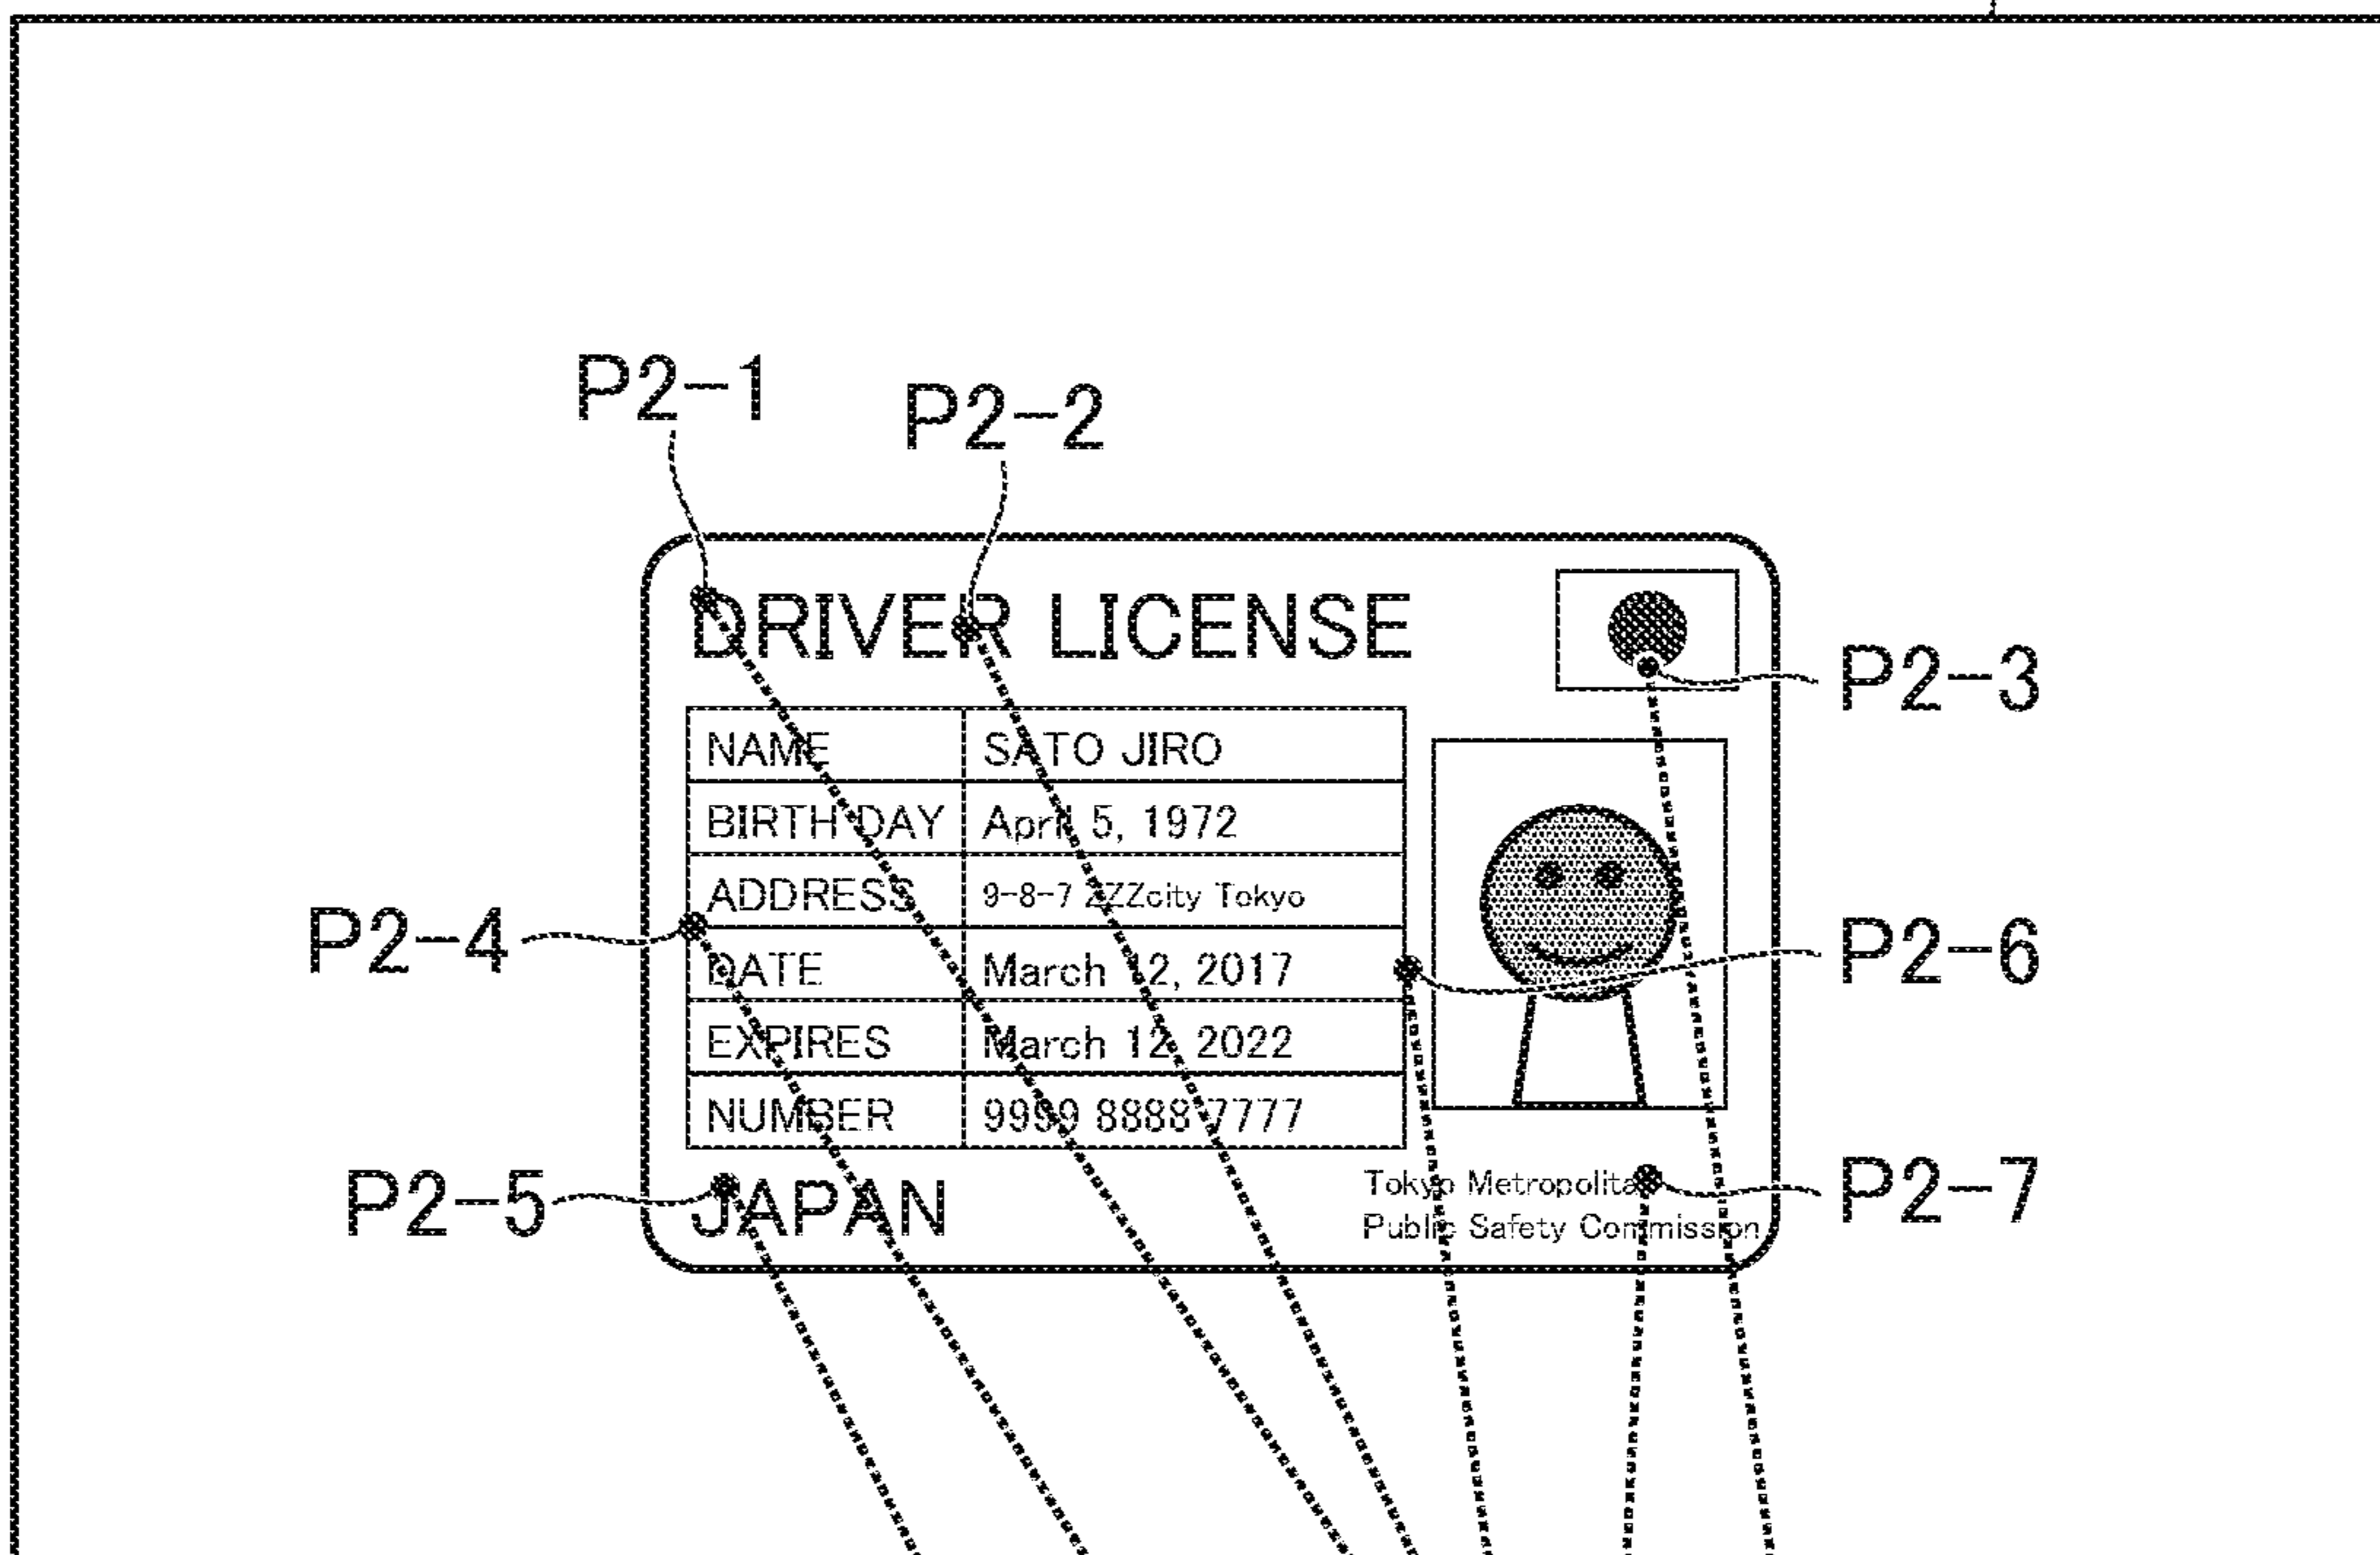 P2-1
P2-2
DRIVER LICENSE
P2-3
NAME SATO JIRO
BIRTH DAY April 5, 1972
ADDRESS 9-8-7 ZZZcity Tokyo
P2-4
P2-6
DATE March 12, 2017
EXPIRES March 12, 2022
NUMBER 9999 8888 7777
P2-5
P2-7
JAPAN
Tokyo Metropolitan
Public Safety Commission